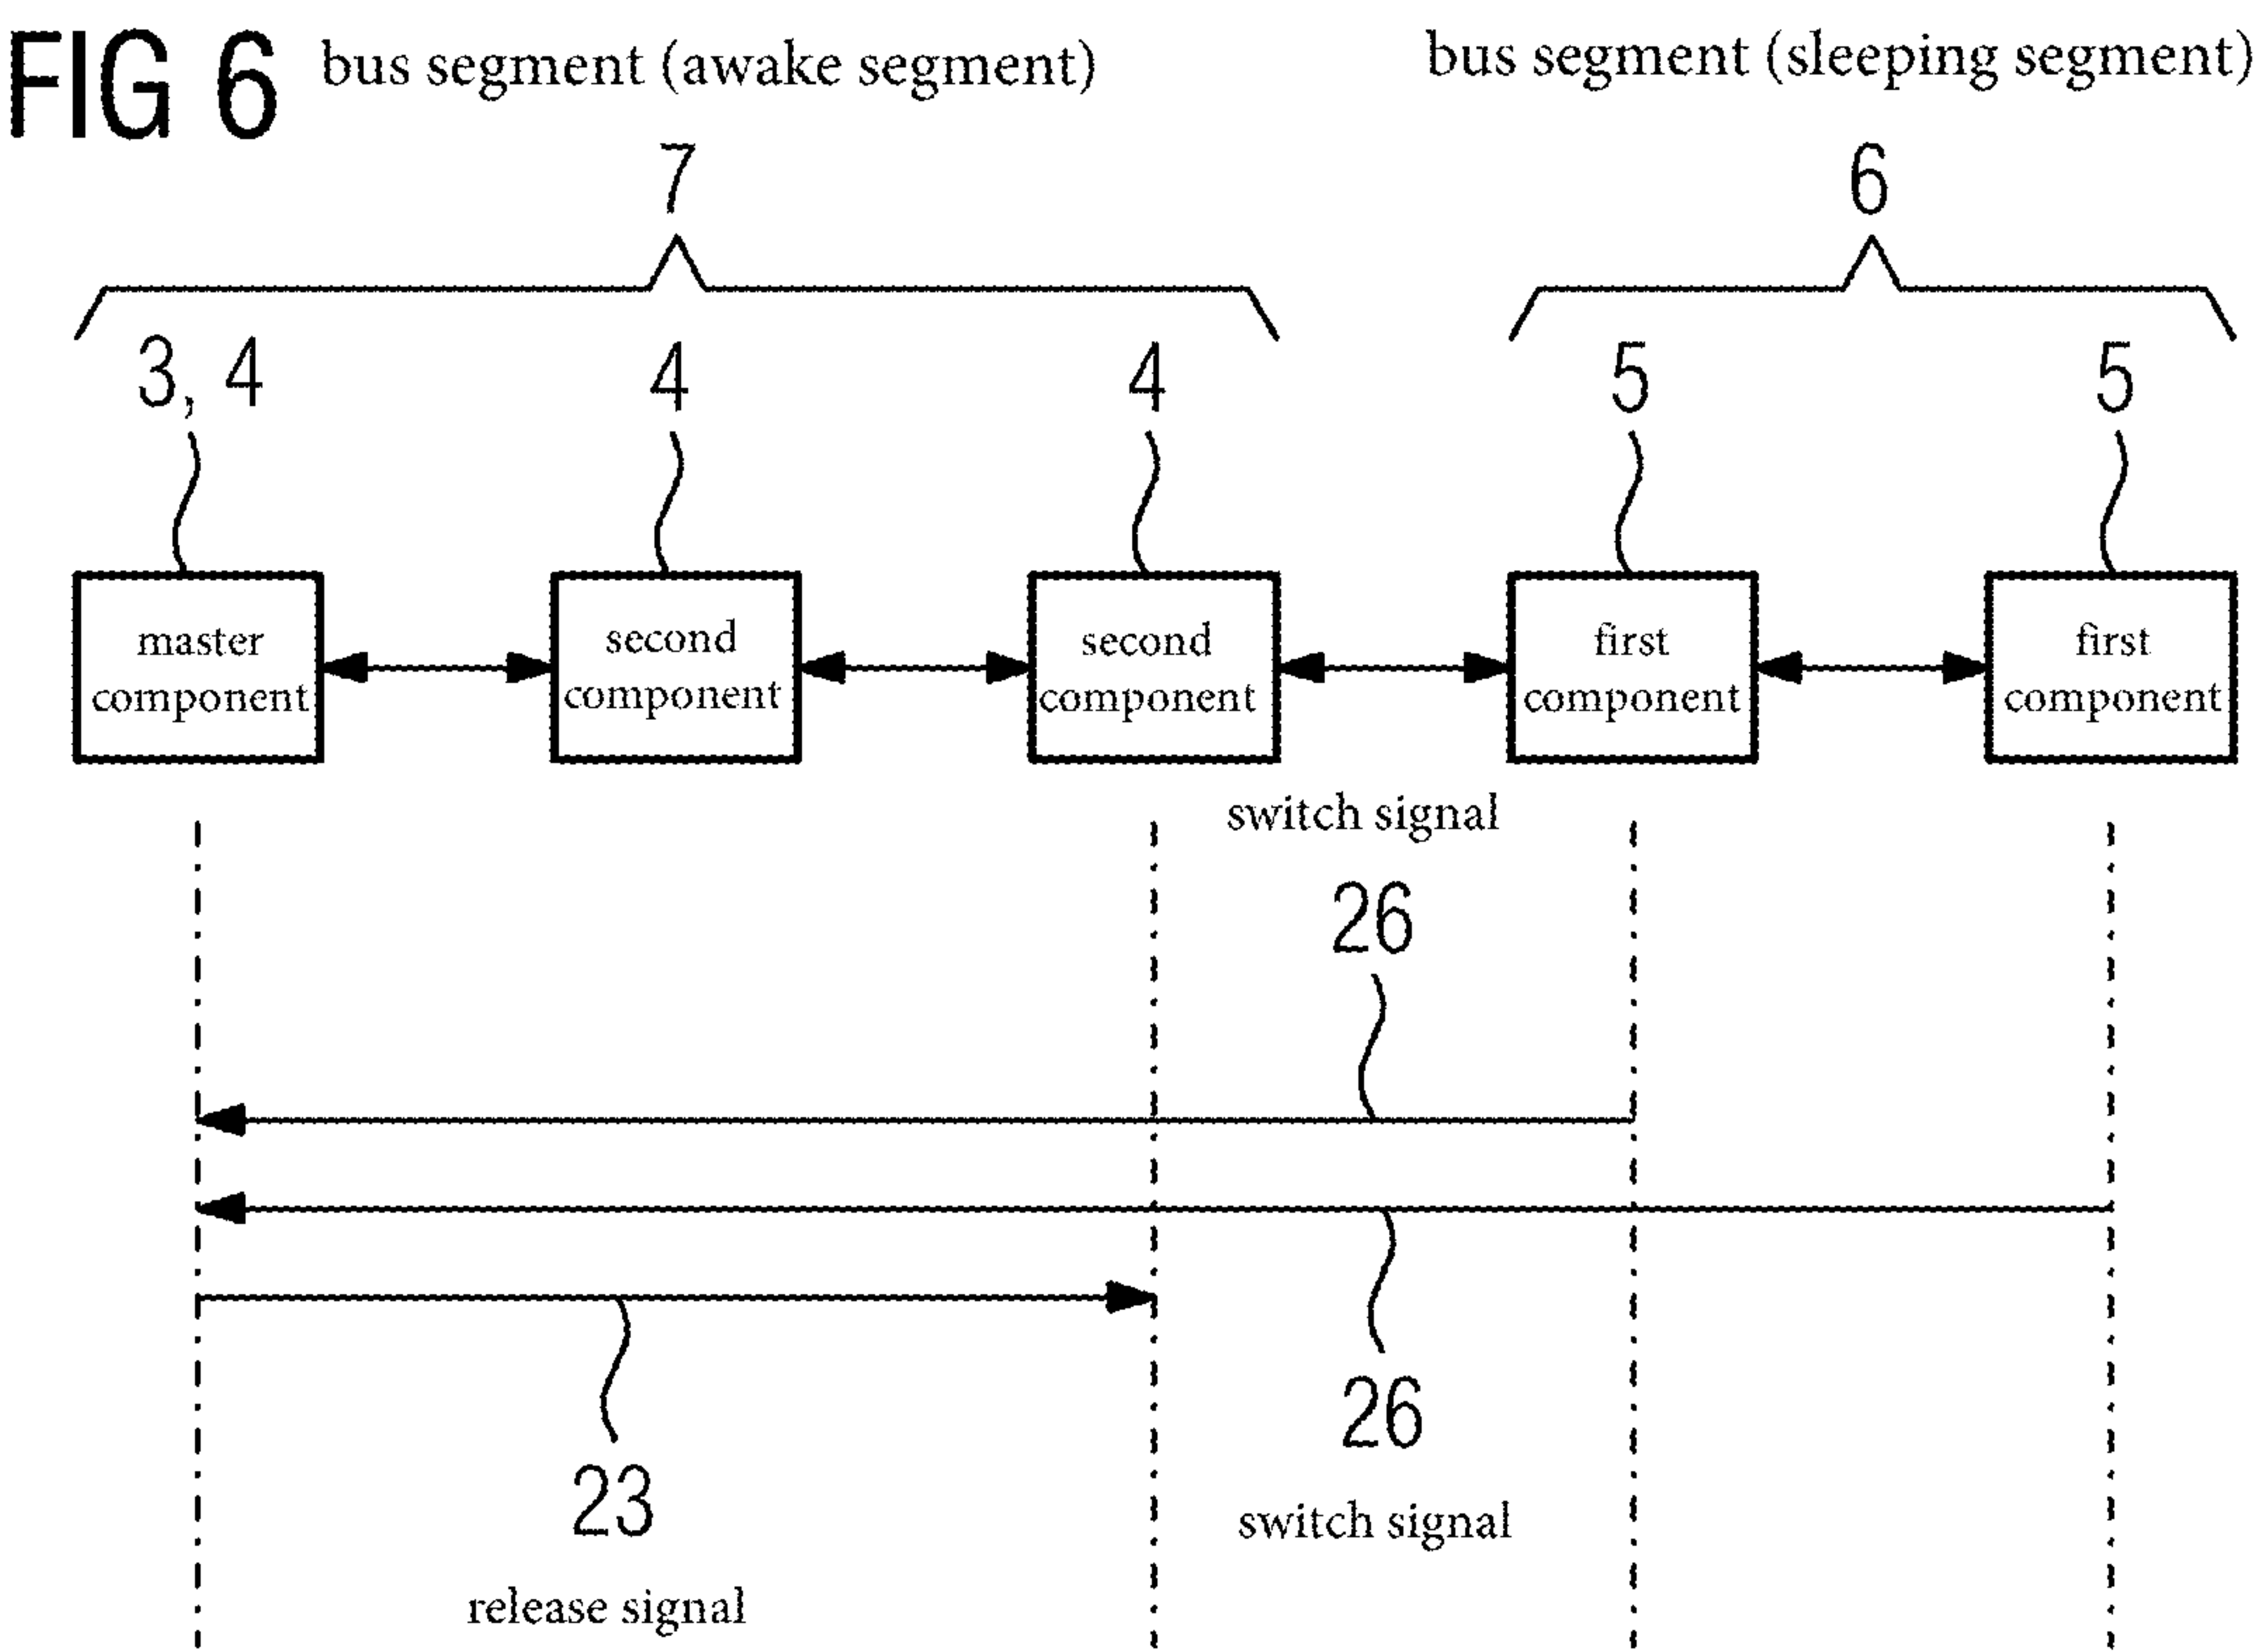 FIG 6
bus segment (awake segment)
bus segment (sleeping segment)
7
6
3, 4
4
4
5
5
master
component
second
component
second
component
first
component
first
component
switch signal
26
23
26
release signal
switch signal